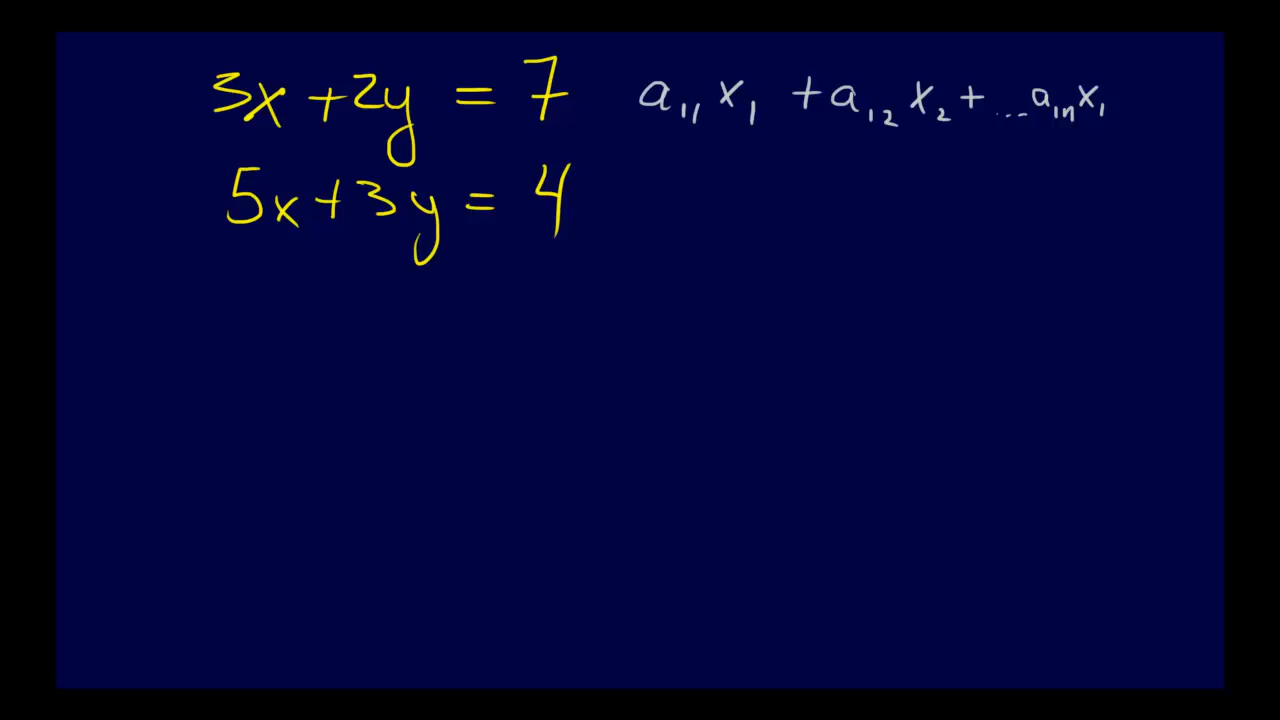 3x + 2y = 7 a₁₁ x₁ + a₁₂ x₂ + ... a₁ₙ x₁
5x + 3y = 4